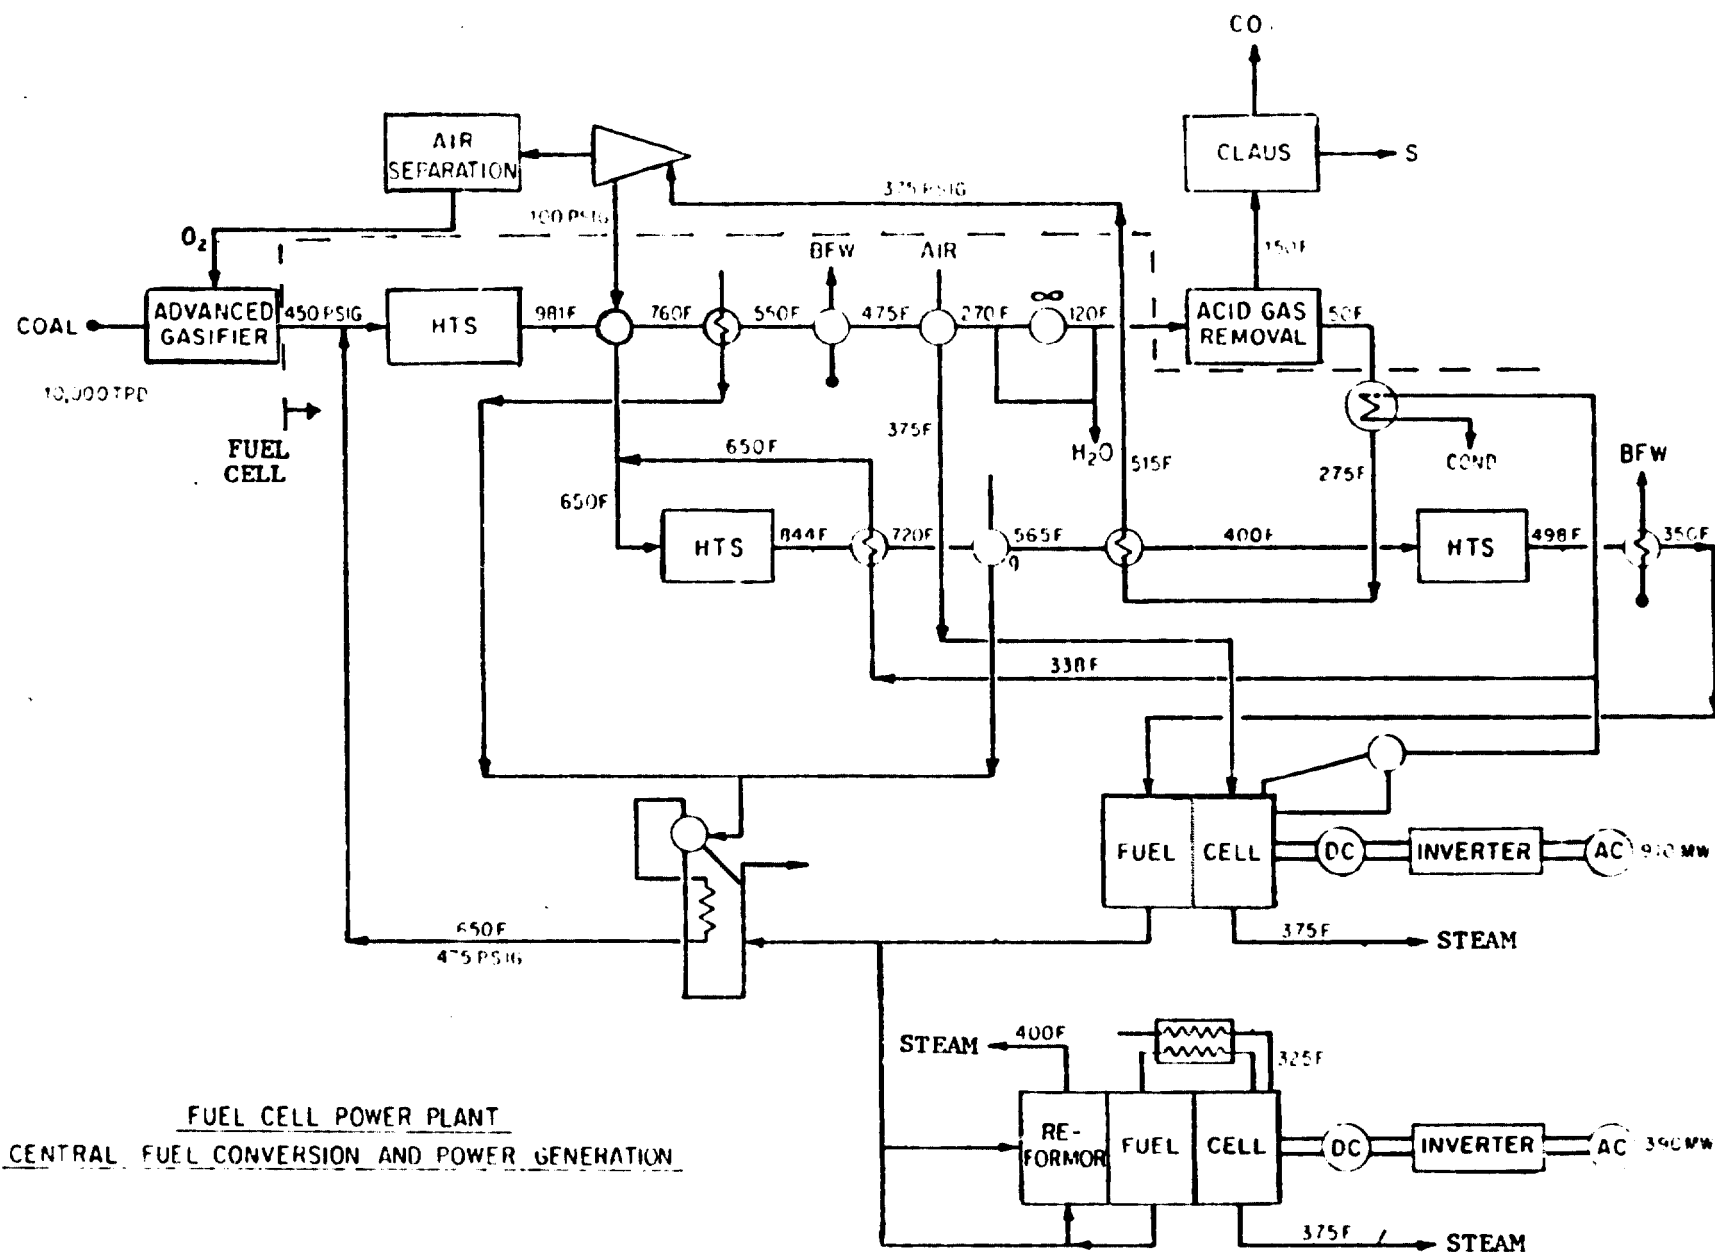 CO
AIR
SEPARATION
CLAUS
S
375 PSIG
100 PSIG
O₂
BFW
AIR
150F
COAL
ADVANCED
GASIFIER
450 PSIG
HTS
981F
760F
550F
475F
270F
∞
120F
ACID GAS
REMOVAL
50F
10,000 TPD
FUEL
CELL
375F
H₂O
650F
515F
275F
COND
BFW
650F
HTS
844F
720F
565F
400F
HTS
498F
350F
338F
FUEL
CELL
DC
INVERTER
AC
MW
650F
475 PSIG
375F
STEAM
STEAM
400F
325F
FUEL CELL POWER PLANT
CENTRAL FUEL CONVERSION AND POWER GENERATION
RE-
FORMOR
FUEL
CELL
DC
INVERTER
AC
390 MW
375F
STEAM